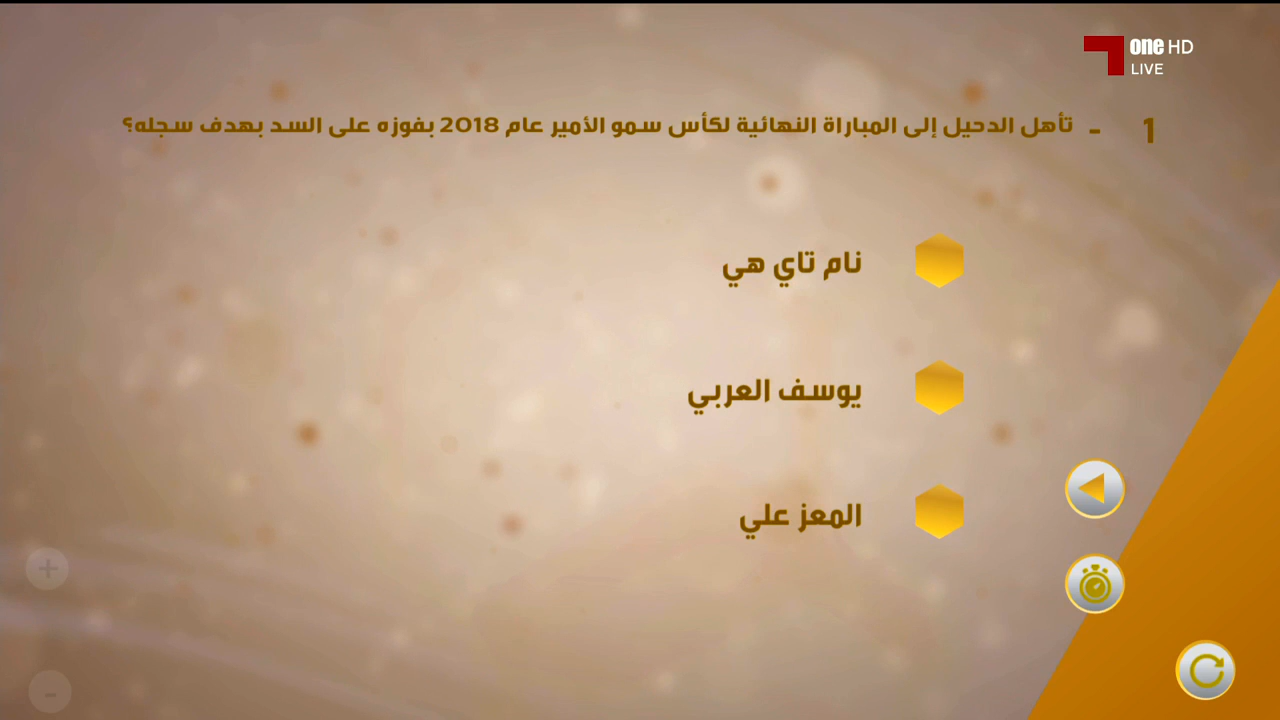 one HD
LIVE
1 - تأهل الدحيل إلى المباراة النهائية لكأس سمو الأمير عام 2018 بفوزه على السد بهدف سجله؟
نام تاي هي
يوسف العربي
المعز علي
+
-